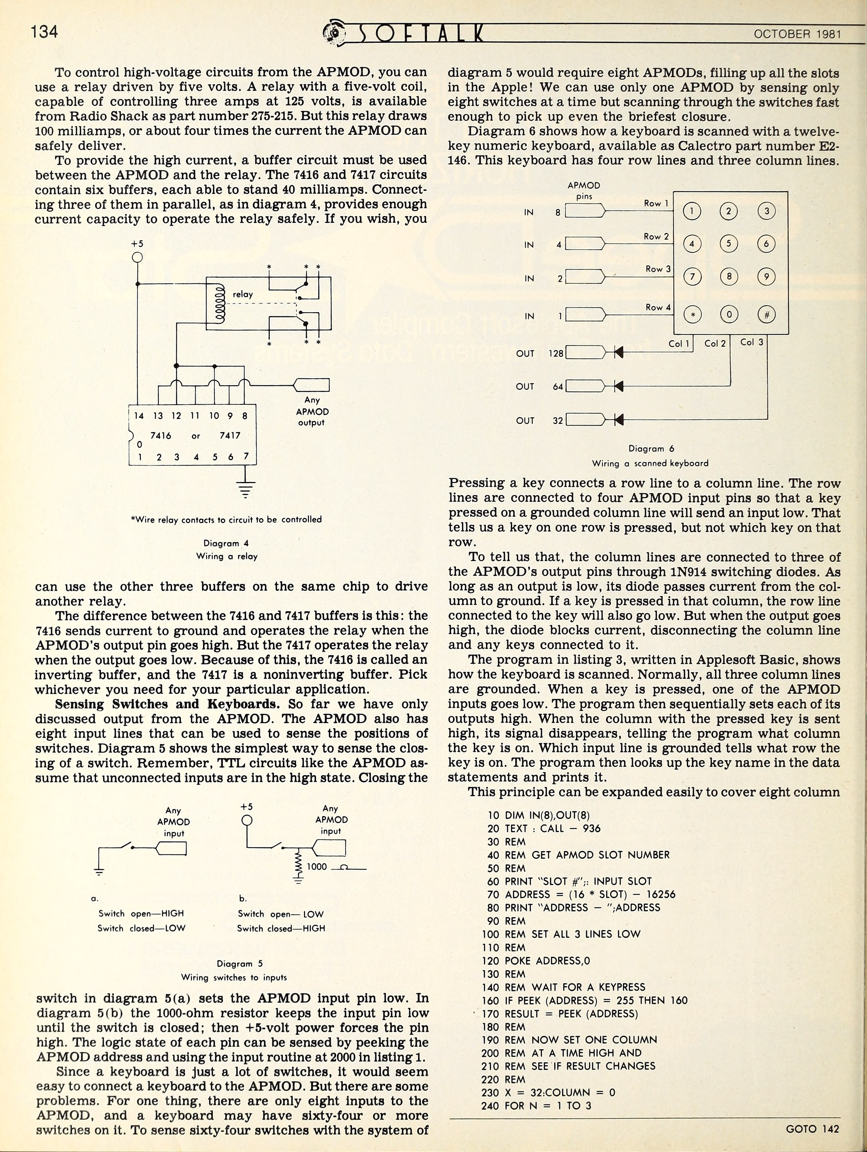 134
SOFTALK
OCTOBER 1981
To control high-voltage circuits from the APMOD, you can
use a relay driven by five volts. A relay with a five-volt coil,
capable of controlling three amps at 125 volts, is available
from Radio Shack as part number 275-215. But this relay draws
100 milliamps, or about four times the current the APMOD can
safely deliver.
To provide the high current, a buffer circuit must be used
between the APMOD and the relay. The 7416 and 7417 circuits
contain six buffers, each able to stand 40 milliamps. Connect-
ing three of them in parallel, as in diagram 4, provides enough
current capacity to operate the relay safely. If you wish, you
+5
* * *
relay
* * *
Any
APMOD
output
14 13 12 11 10 9 8
7416 or 7417
0
1 2 3 4 5 6 7
*Wire relay contacts to circuit to be controlled
Diagram 4
Wiring a relay
can use the other three buffers on the same chip to drive
another relay.
The difference between the 7416 and 7417 buffers is this: the
7416 sends current to ground and operates the relay when the
APMOD's output pin goes high. But the 7417 operates the relay
when the output goes low. Because of this, the 7416 is called an
inverting buffer, and the 7417 is a noninverting buffer. Pick
whichever you need for your particular application.
Sensing Switches and Keyboards. So far we have only
discussed output from the APMOD. The APMOD also has
eight input lines that can be used to sense the positions of
switches. Diagram 5 shows the simplest way to sense the clos-
ing of a switch. Remember, TTL circuits like the APMOD as-
sume that unconnected inputs are in the high state. Closing the
Any
APMOD
input
+5
Any
APMOD
input
1000
a.
Switch open—HIGH
Switch closed—LOW
b.
Switch open— LOW
Switch closed—HIGH
Diagram 5
Wiring switches to inputs
switch in diagram 5(a) sets the APMOD input pin low. In
diagram 5(b) the 1000-ohm resistor keeps the input pin low
until the switch is closed; then +5-volt power forces the pin
high. The logic state of each pin can be sensed by peeking the
APMOD address and using the input routine at 2000 in listing 1.
Since a keyboard is just a lot of switches, it would seem
easy to connect a keyboard to the APMOD. But there are some
problems. For one thing, there are only eight inputs to the
APMOD, and a keyboard may have sixty-four or more
switches on it. To sense sixty-four switches with the system of
diagram 5 would require eight APMODs, filling up all the slots
in the Apple! We can use only one APMOD by sensing only
eight switches at a time but scanning through the switches fast
enough to pick up even the briefest closure.
Diagram 6 shows how a keyboard is scanned with a twelve-
key numeric keyboard, available as Calectro part number E2-
146. This keyboard has four row lines and three column lines.
APMOD
pins
IN 8 Row 1 1 2 3
IN 4 Row 2 4 5 6
IN 2 Row 3 7 8 9
IN 1 Row 4 * 0 #
OUT 128 Col 1 Col 2 Col 3
OUT 64
OUT 32
Diagram 6
Wiring a scanned keyboard
Pressing a key connects a row line to a column line. The row
lines are connected to four APMOD input pins so that a key
pressed on a grounded column line will send an input low. That
tells us a key on one row is pressed, but not which key on that
row.
To tell us that, the column lines are connected to three of
the APMOD's output pins through 1N914 switching diodes. As
long as an output is low, its diode passes current from the col-
umn to ground. If a key is pressed in that column, the row line
connected to the key will also go low. But when the output goes
high, the diode blocks current, disconnecting the column line
and any keys connected to it.
The program in listing 3, written in Applesoft Basic, shows
how the keyboard is scanned. Normally, all three column lines
are grounded. When a key is pressed, one of the APMOD
inputs goes low. The program then sequentially sets each of its
outputs high. When the column with the pressed key is sent
high, its signal disappears, telling the program what column
the key is on. Which input line is grounded tells what row the
key is on. The program then looks up the key name in the data
statements and prints it.
This principle can be expanded easily to cover eight column
10 DIM IN(8),OUT(8)
20 TEXT : CALL – 936
30 REM
40 REM GET APMOD SLOT NUMBER
50 REM
60 PRINT "SLOT #";: INPUT SLOT
70 ADDRESS = (16 * SLOT) – 16256
80 PRINT "ADDRESS – ";ADDRESS
90 REM
100 REM SET ALL 3 LINES LOW
110 REM
120 POKE ADDRESS,0
130 REM
140 REM WAIT FOR A KEYPRESS
160 IF PEEK (ADDRESS) = 255 THEN 160
170 RESULT = PEEK (ADDRESS)
180 REM
190 REM NOW SET ONE COLUMN
200 REM AT A TIME HIGH AND
210 REM SEE IF RESULT CHANGES
220 REM
230 X = 32:COLUMN = 0
240 FOR N = 1 TO 3
GOTO 142